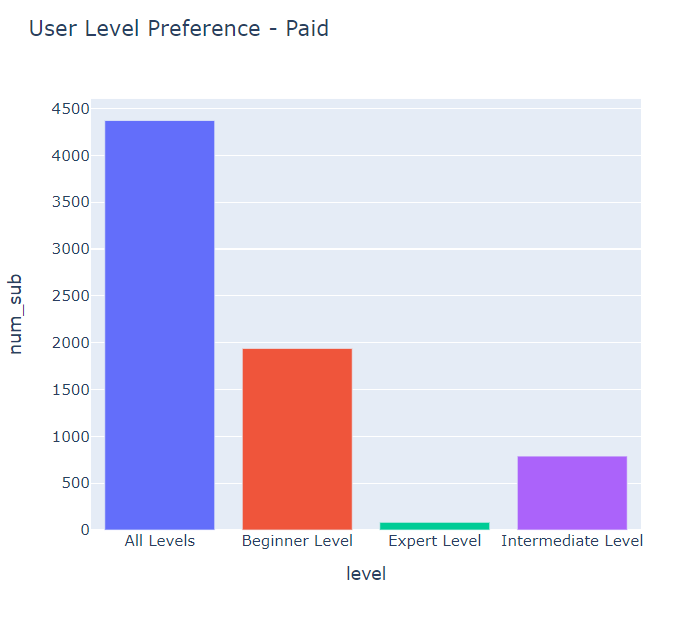 User Level Preference - Paid
4500
4000
3500
3000
2500
2000
1500
1000
500
0
num_sub
All Levels Beginner Level Expert Level Intermediate Level
level